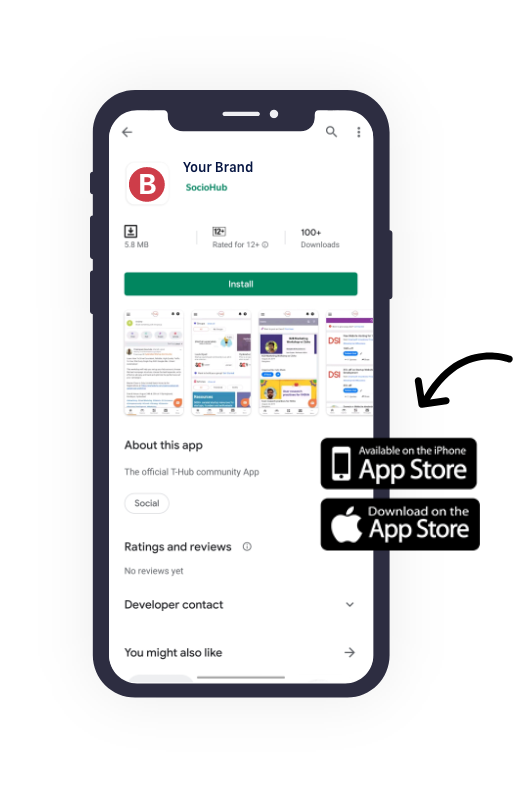 B
Your Brand
SocioHub
12+
100+
5.8 MB
Rated for 12+
Downloads
Install
Resources
DSI
DSI
About this app
The official T-Hub community App
Social
Available on the iPhone
App Store
Download on the
App Store
Ratings and reviews
No reviews yet
Developer contact
You might also like